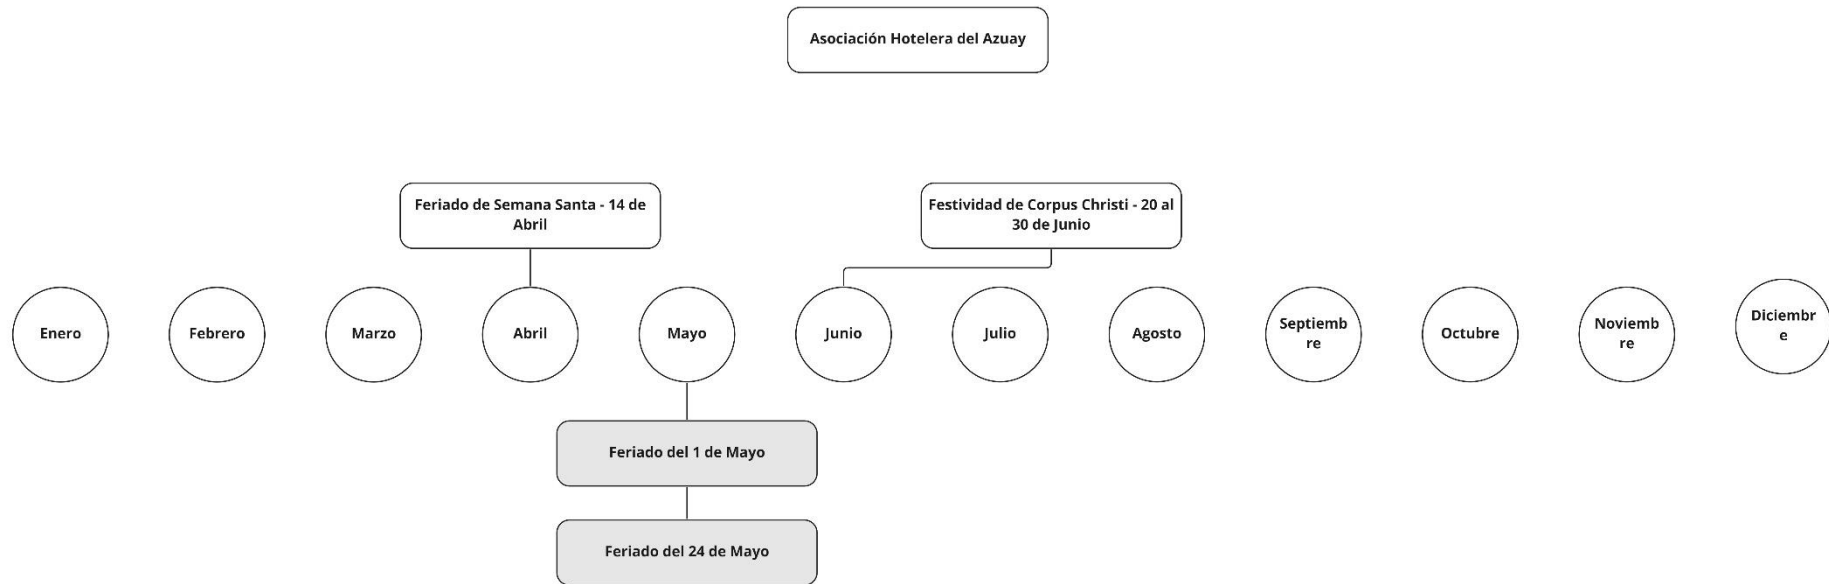 Asociación Hotelera del Azuay
Feriado de Semana Santa - 14 de
Abril
Festividad de Corpus Christi - 20 al
30 de Junio
Enero
Febrero
Marzo
Abril
Mayo
Junio
Julio
Agosto
Septiemb
re
Octubre
Noviemb
re
Diciembr
e
Feriado del 1 de Mayo
Feriado del 24 de Mayo